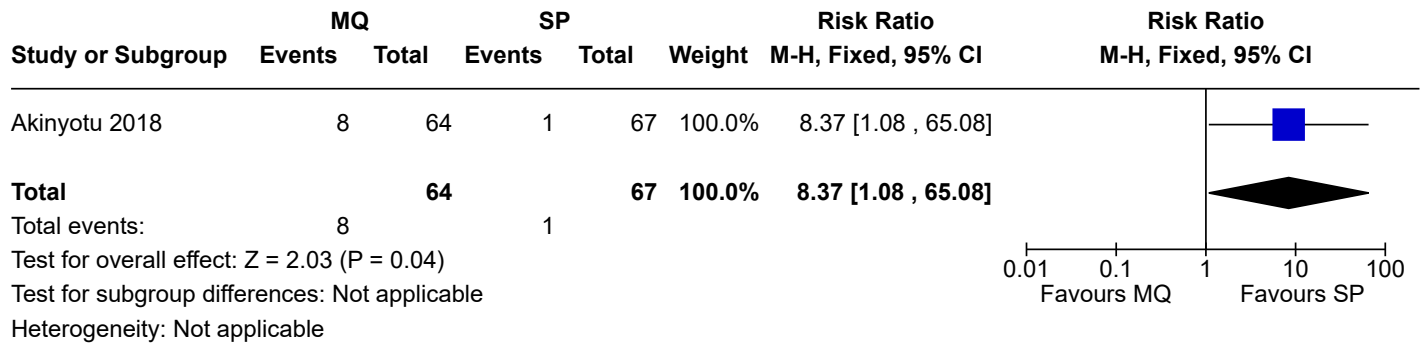 MQ SP Risk Ratio Risk Ratio
Study or Subgroup Events Total Events Total Weight M-H, Fixed, 95% CI M-H, Fixed, 95% CI
Akinyotu 2018 8 64 1 67 100.0% 8.37 [1.08 , 65.08]
Total 64 67 100.0% 8.37 [1.08 , 65.08]
Total events: 8 1
Test for overall effect: Z = 2.03 (P = 0.04)
Test for subgroup differences: Not applicable
Heterogeneity: Not applicable
0.01 0.1 1 10 100
Favours MQ Favours SP